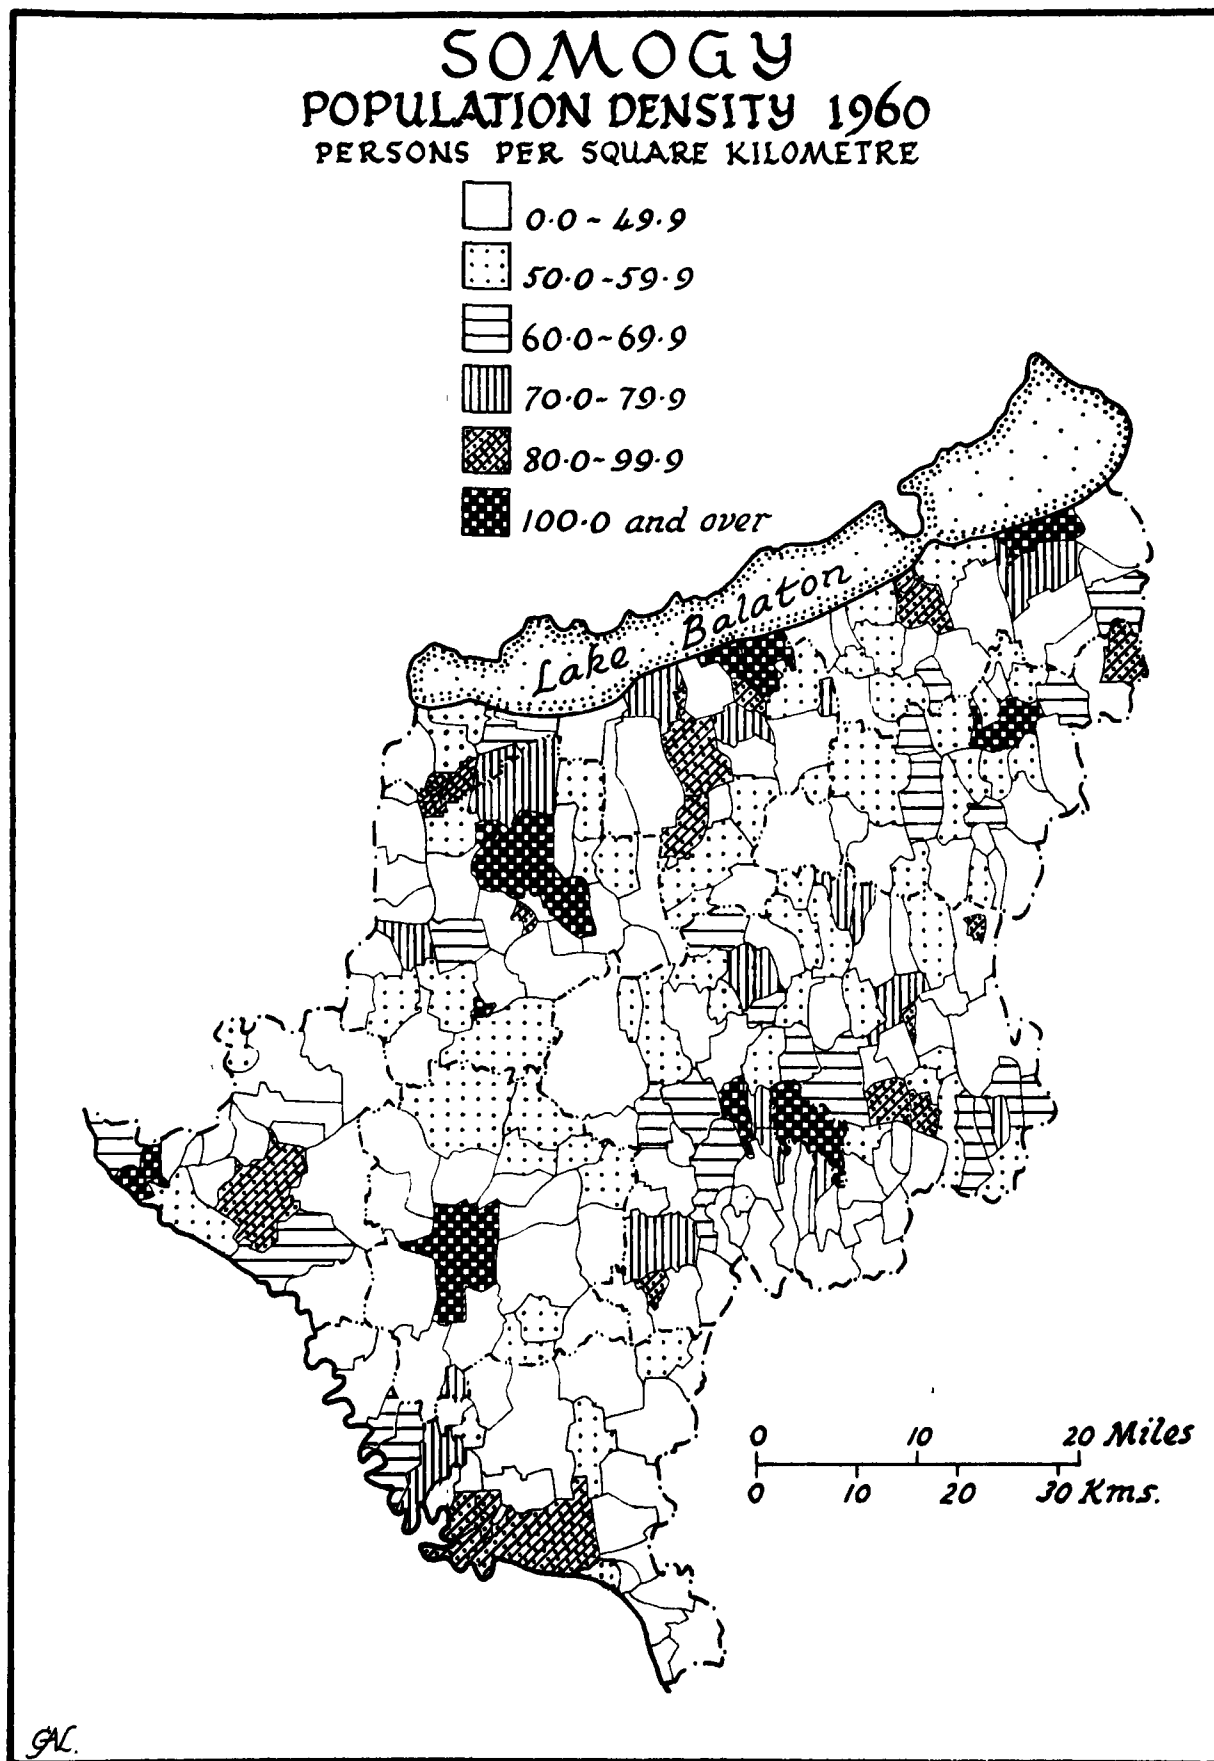 SOMOGY
POPULATION DENSITY 1960
PERSONS PER SQUARE KILOMETRE
0·0 - 49·9
50·0 - 59·9
60·0 - 69·9
70·0 - 79·9
80·0 - 99·9
100·0 and over
Lake Balaton
0 10 20 Miles
0 10 20 30 Kms.